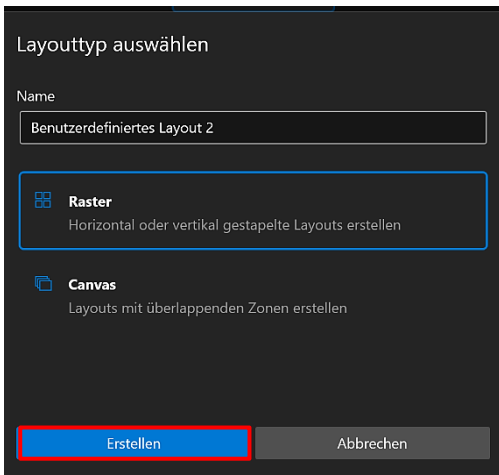 Layouttyp auswählen
Name
Benutzerdefiniertes Layout 2
Raster
Horizontal oder vertikal gestapelte Layouts erstellen
Canvas
Layouts mit überlappenden Zonen erstellen
Erstellen
Abbrechen